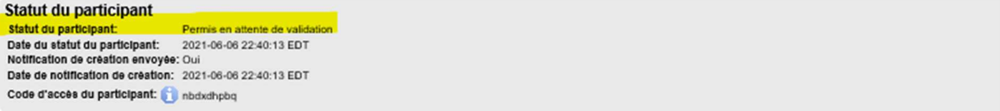 Statut du participant
Statut du participant: Permis en attente de validation
Date du statut du participant: 2021-06-06 22:40:13 EDT
Notification de création envoyée: Oui
Date de notification de création: 2021-06-06 22:40:13 EDT
Code d'accès du participant: nbdxdhpbq